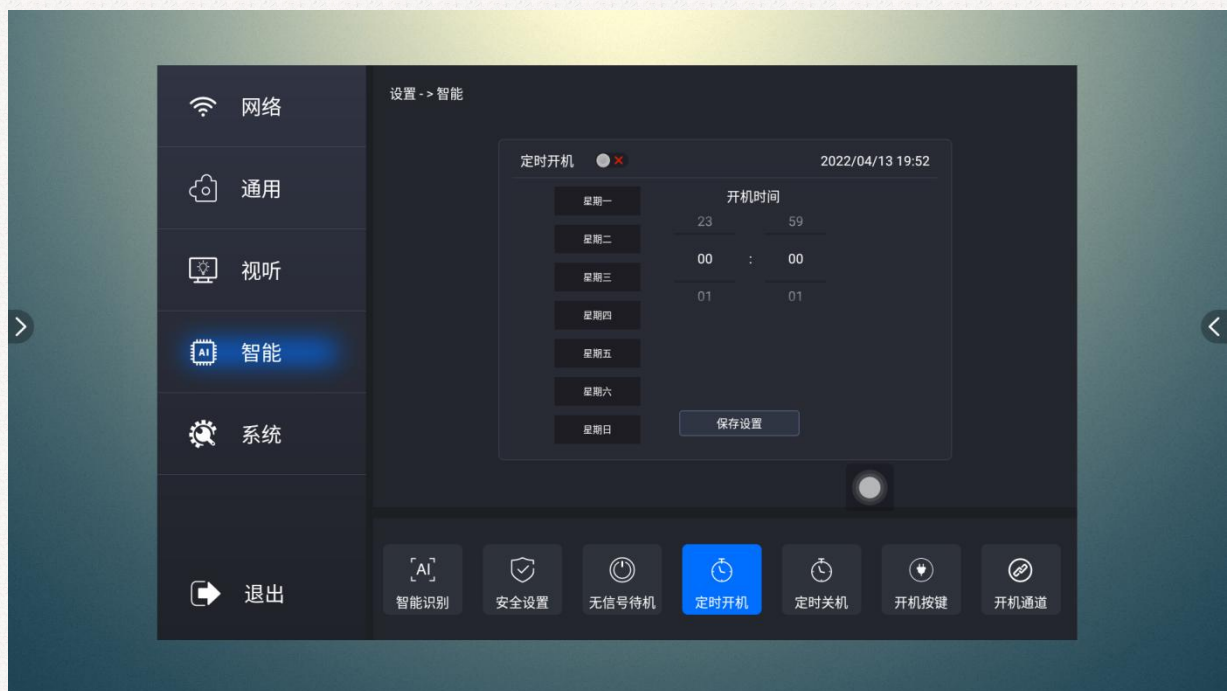 网络
通用
视听
AI
智能
系统
退出
设置 - > 智能
定时开机 2022/04/13 19:52
星期一
星期二
星期三
星期四
星期五
星期六
星期日
开机时间
23 59
00 : 00
01 01
保存设置
AI
智能识别
安全设置
无信号待机
定时开机
定时关机
开机按键
开机通道